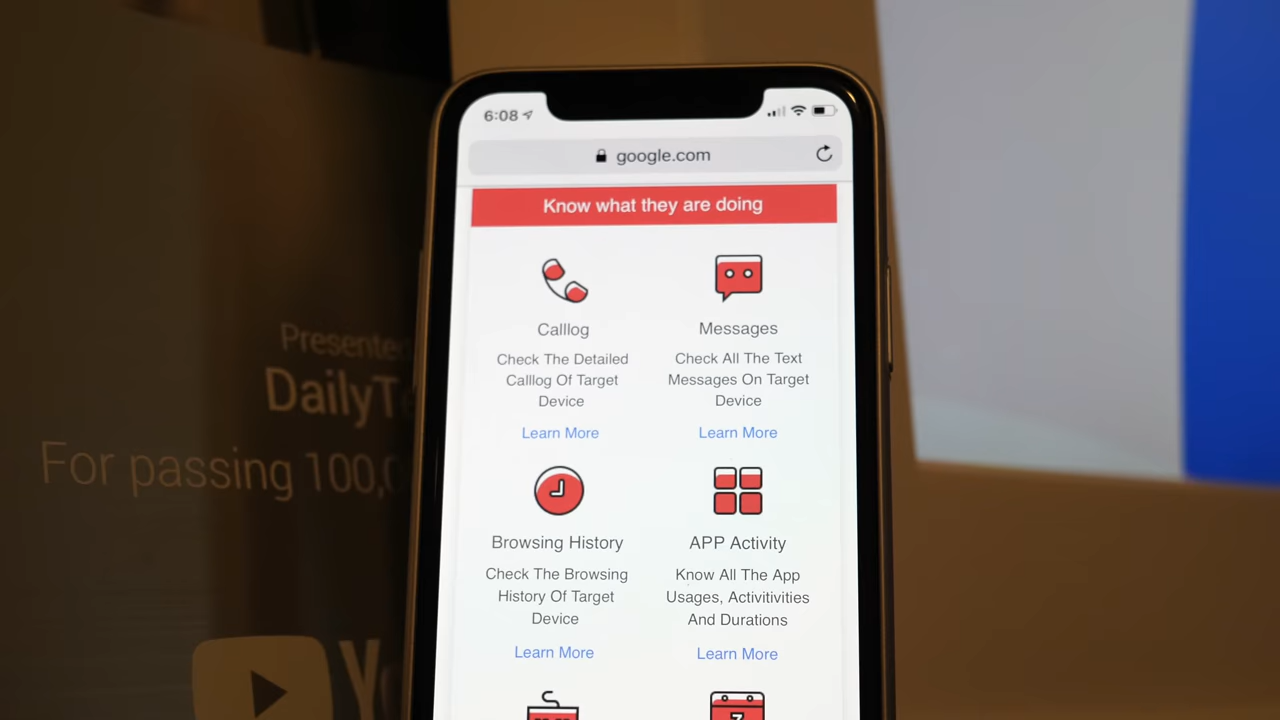 6:08
google.com
Know what they are doing
Calllog
Check The Detailed
Calllog Of Target
Device
Learn More
Messages
Check All The Text
Messages On Target
Device
Learn More
Browsing History
Check The Browsing
History Of Target
Device
Learn More
APP Activity
Know All The App
Usages, Activitivities
And Durations
Learn More
7
Presented
DailyT
For passing 100,0
Y